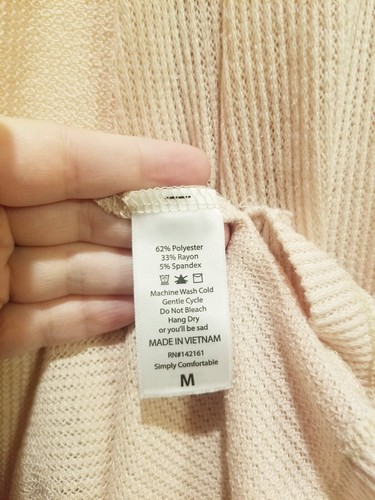 62% Polyester
33% Rayon
5% Spandex
Machine Wash Cold
Gentle Cycle
Do Not Bleach
Hang Dry
or you'll be sad
MADE IN VIETNAM
RN#142161
Simply Comfortable
M